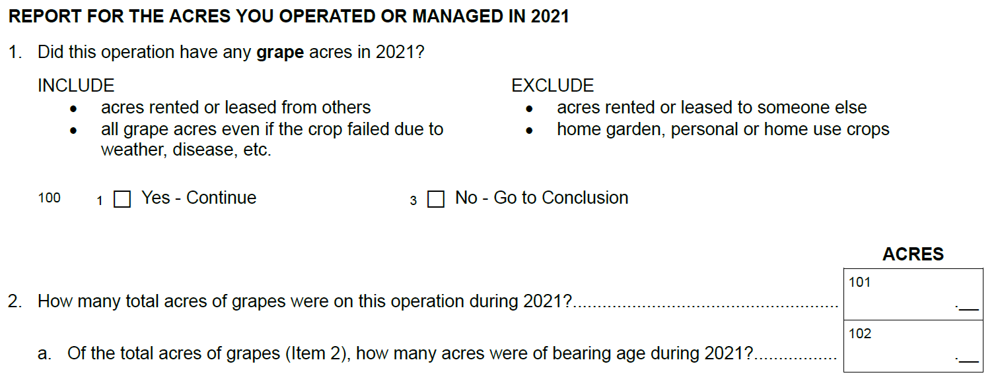 REPORT FOR THE ACRES YOU OPERATED OR MANAGED IN 2021
1. Did this operation have any grape acres in 2021?
INCLUDE
• acres rented or leased from others
• all grape acres even if the crop failed due to
weather, disease, etc.
EXCLUDE
• acres rented or leased to someone else
• home garden, personal or home use crops
100 1 □ Yes - Continue 3 □ No - Go to Conclusion
ACRES
2. How many total acres of grapes were on this operation during 2021?...................................................... 101 .__
a. Of the total acres of grapes (Item 2), how many acres were of bearing age during 2021?................. 102 .__